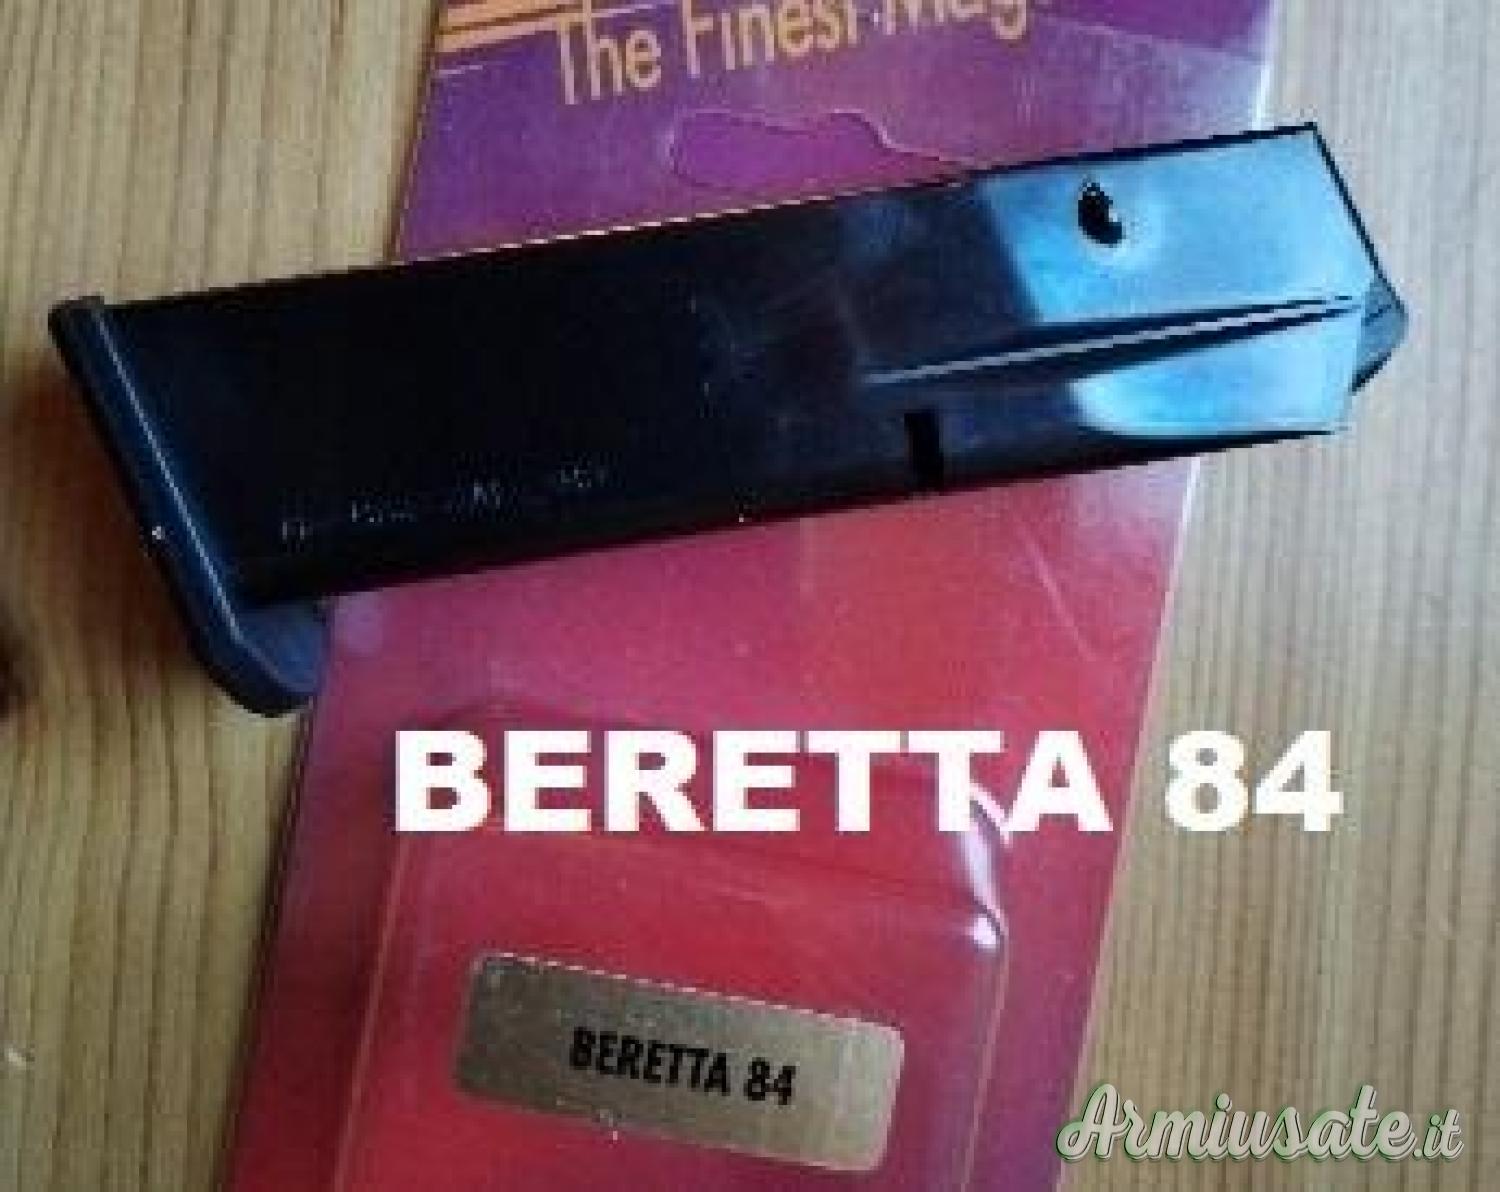 The Finest Mag
BERETTA 84
BERETTA 84
Armiusate.it